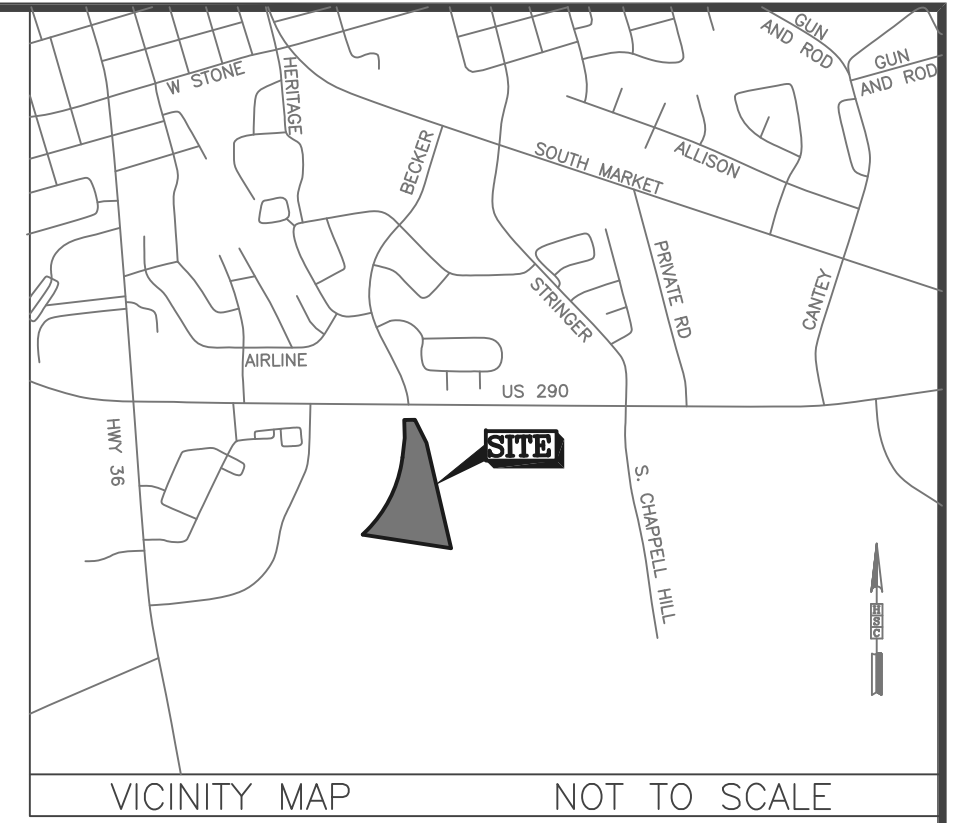 GUN
AND ROD
GUN
AND ROD
W STONE
HERITAGE
BECKER
SOUTH MARKET
ALLISON
PRIVATE RD
STRINGER
CANTEY
AIRLINE
US 290
HWY 36
SITE
S. CHAPPELL HILL
H
S
C
VICINITY MAP
NOT TO SCALE